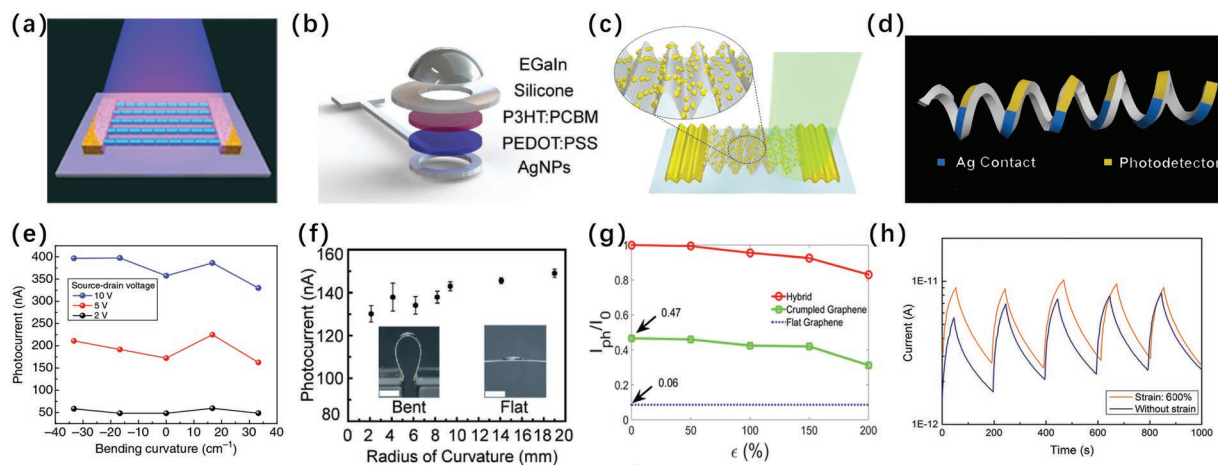 (a)
(b)
EGaIn
Silicone
P3HT:PCBM
PEDOT:PSS
AgNPs
(c)
(d)
Ag Contact
Photodetector
(e)
Photocurrent (nA)
400
350
300
250
200
150
100
50
Source-drain voltage
10 V
5 V
2 V
–40 –30 –20 –10 0 10 20 30 40
Bending curvature (cm⁻¹)
(f)
Photocurrent (nA)
160
140
120
100
80
Bent
Flat
0 2 4 6 8 10 12 14 16 18 20
Radius of Curvature (mm)
(g)
I_ph/I_0
1
0.8
0.6
0.4
0.2
0
Hybrid
Crumpled Graphene
Flat Graphene
0.47
0.06
0 50 100 150 200
ϵ (%)
(h)
Current (A)
1E-11
1E-12
Strain: 600%
Without strain
0 200 400 600 800 1000
Time (s)